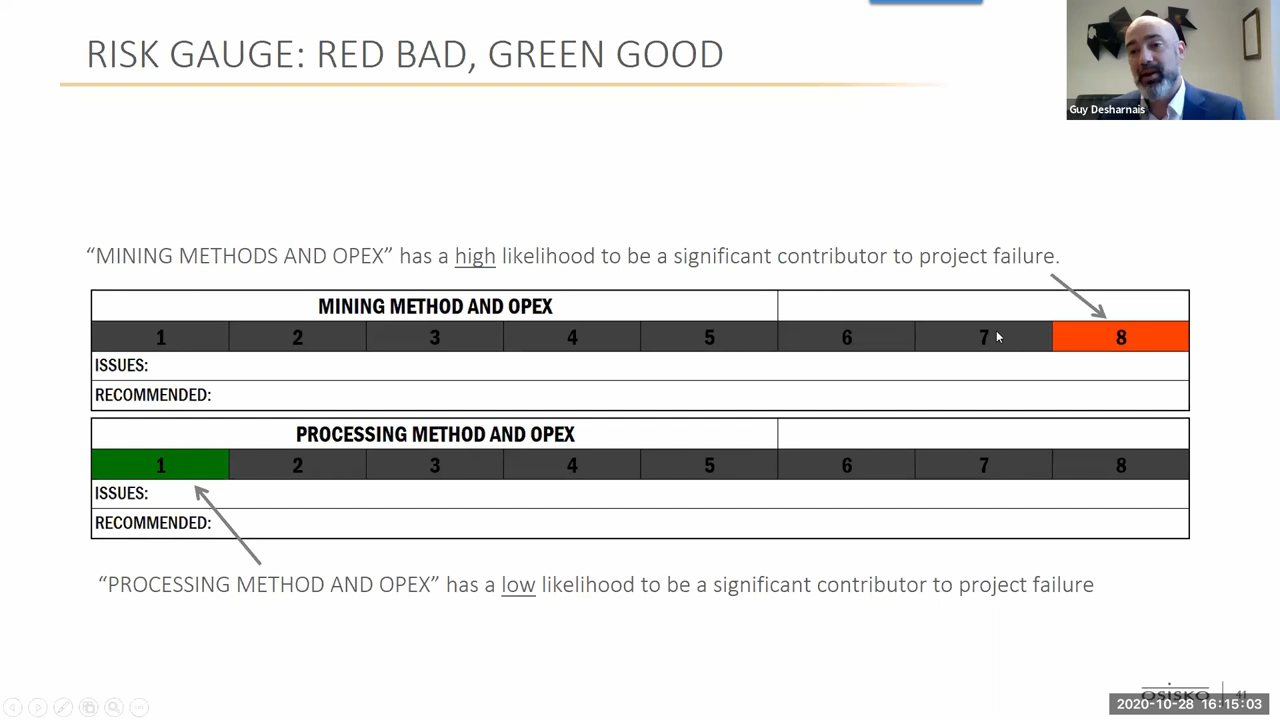 RISK GAUGE: RED BAD, GREEN GOOD
Guy Desharnais
“MINING METHODS AND OPEX” has a high likelihood to be a significant contributor to project failure.
MINING METHOD AND OPEX
1 2 3 4 5 6 7 8
ISSUES:
RECOMMENDED:
PROCESSING METHOD AND OPEX
1 2 3 4 5 6 7 8
ISSUES:
RECOMMENDED:
“PROCESSING METHOD AND OPEX” has a low likelihood to be a significant contributor to project failure
OSISKO
41
2020-10-28 16:15:03